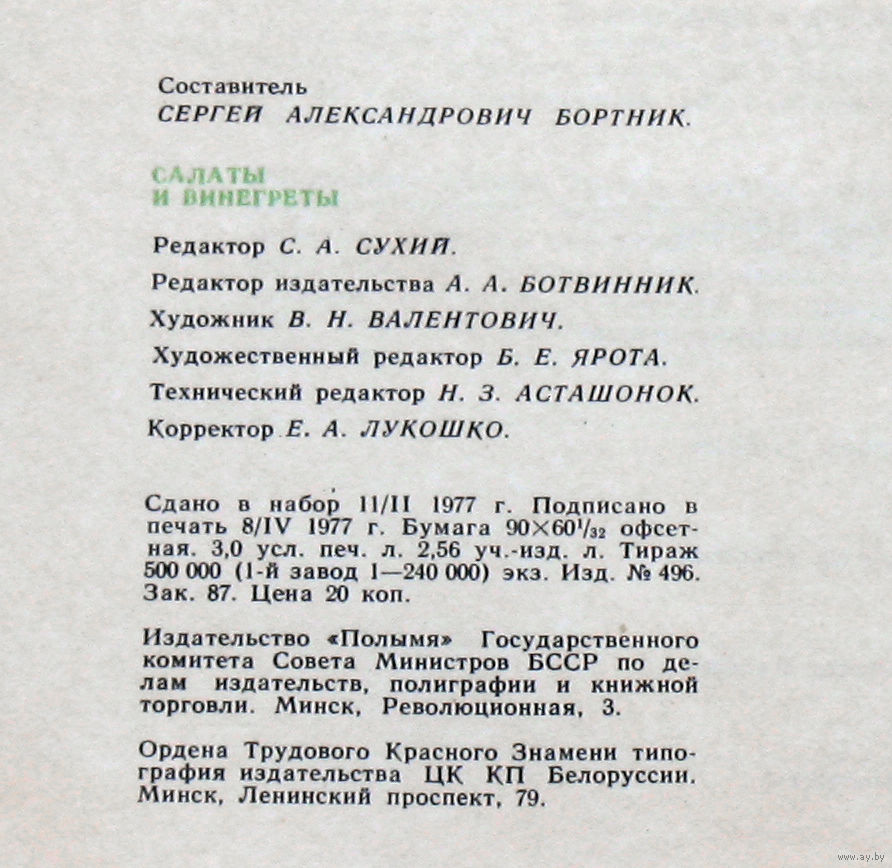 Составитель
СЕРГЕЙ АЛЕКСАНДРОВИЧ БОРТНИК.
САЛАТЫ
И ВИНЕГРЕТЫ
Редактор С. А. СУХИЙ.
Редактор издательства А. А. БОТВИННИК.
Художник В. Н. ВАЛЕНТОВИЧ.
Художественный редактор Б. Е. ЯРОТА.
Технический редактор Н. З. АСТАШОНОК.
Корректор Е. А. ЛУКОШКО.
Сдано в набор 11/II 1977 г. Подписано в
печать 8/IV 1977 г. Бумага 90×60¹/₃₂ офсет-
ная. 3,0 усл. печ. л. 2,56 уч.-изд. л. Тираж
500 000 (1-й завод 1—240 000) экз. Изд. № 496.
Зак. 87. Цена 20 коп.
Издательство «Полымя» Государственного
комитета Совета Министров БССР по де-
лам издательств, полиграфии и книжной
торговли. Минск, Революционная, 3.
Ордена Трудового Красного Знамени типо-
графия издательства ЦК КП Белоруссии.
Минск, Ленинский проспект, 79.
www.ay.by